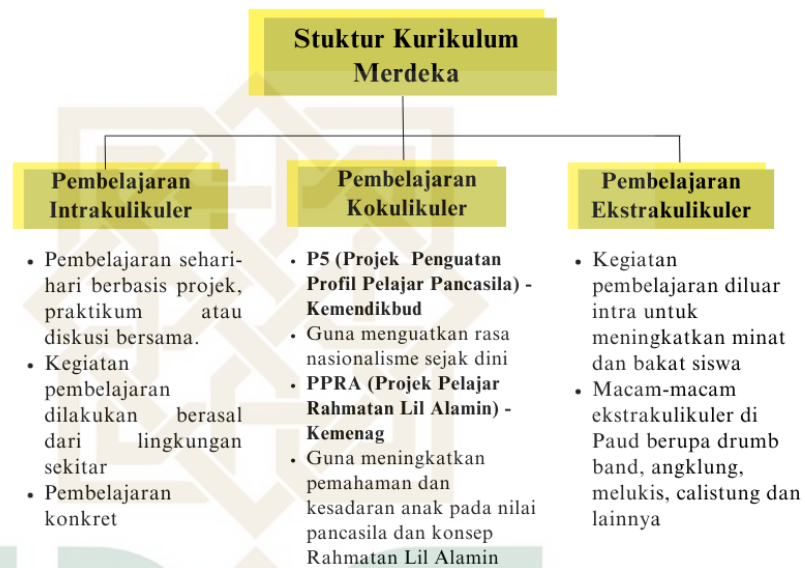 Stuktur Kurikulum
Merdeka
Pembelajaran
Intrakulikuler
• Pembelajaran sehari-
hari berbasis projek,
praktikum atau
diskusi bersama.
• Kegiatan
pembelajaran
dilakukan berasal
dari lingkungan
sekitar
• Pembelajaran
konkret
Pembelajaran
Kokulikuler
• P5 (Projek Penguatan
Profil Pelajar Pancasila) -
Kemendikbud
• Guna menguatkan rasa
nasionalisme sejak dini
• PPRA (Projek Pelajar
Rahmatan Lil Alamin) -
Kemenag
• Guna meningkatkan
pemahaman dan
kesadaran anak pada nilai
pancasila dan konsep
Rahmatan Lil Alamin
Pembelajaran
Ekstrakulikuler
• Kegiatan
pembelajaran diluar
intra untuk
meningkatkan minat
dan bakat siswa
• Macam-macam
ekstrakulikuler di
Paud berupa drumb
band, angklung,
melukis, calistung dan
lainnya